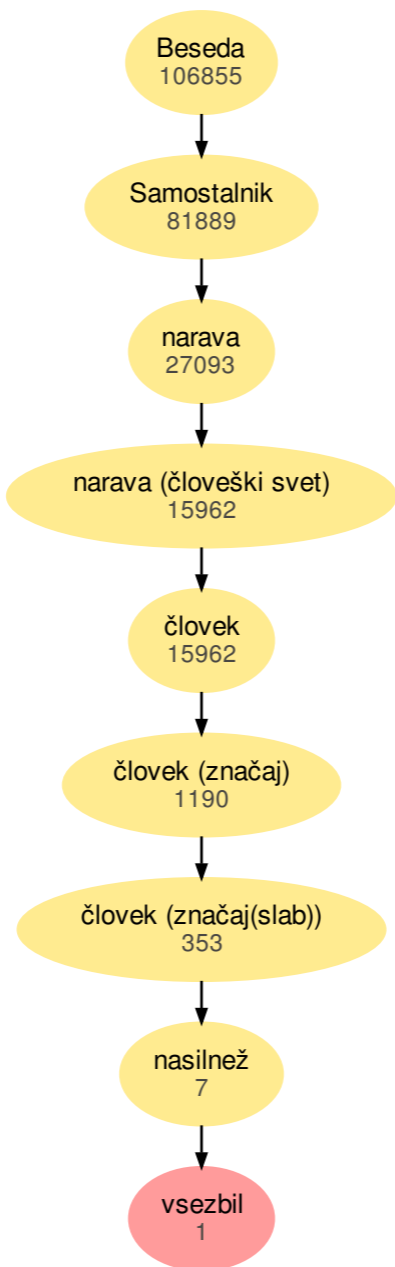 Beseda
106855
Samostalnik
81889
narava
27093
narava (človeški svet)
15962
človek
15962
človek (značaj)
1190
človek (značaj(slab))
353
nasilnež
7
vsezbil
1